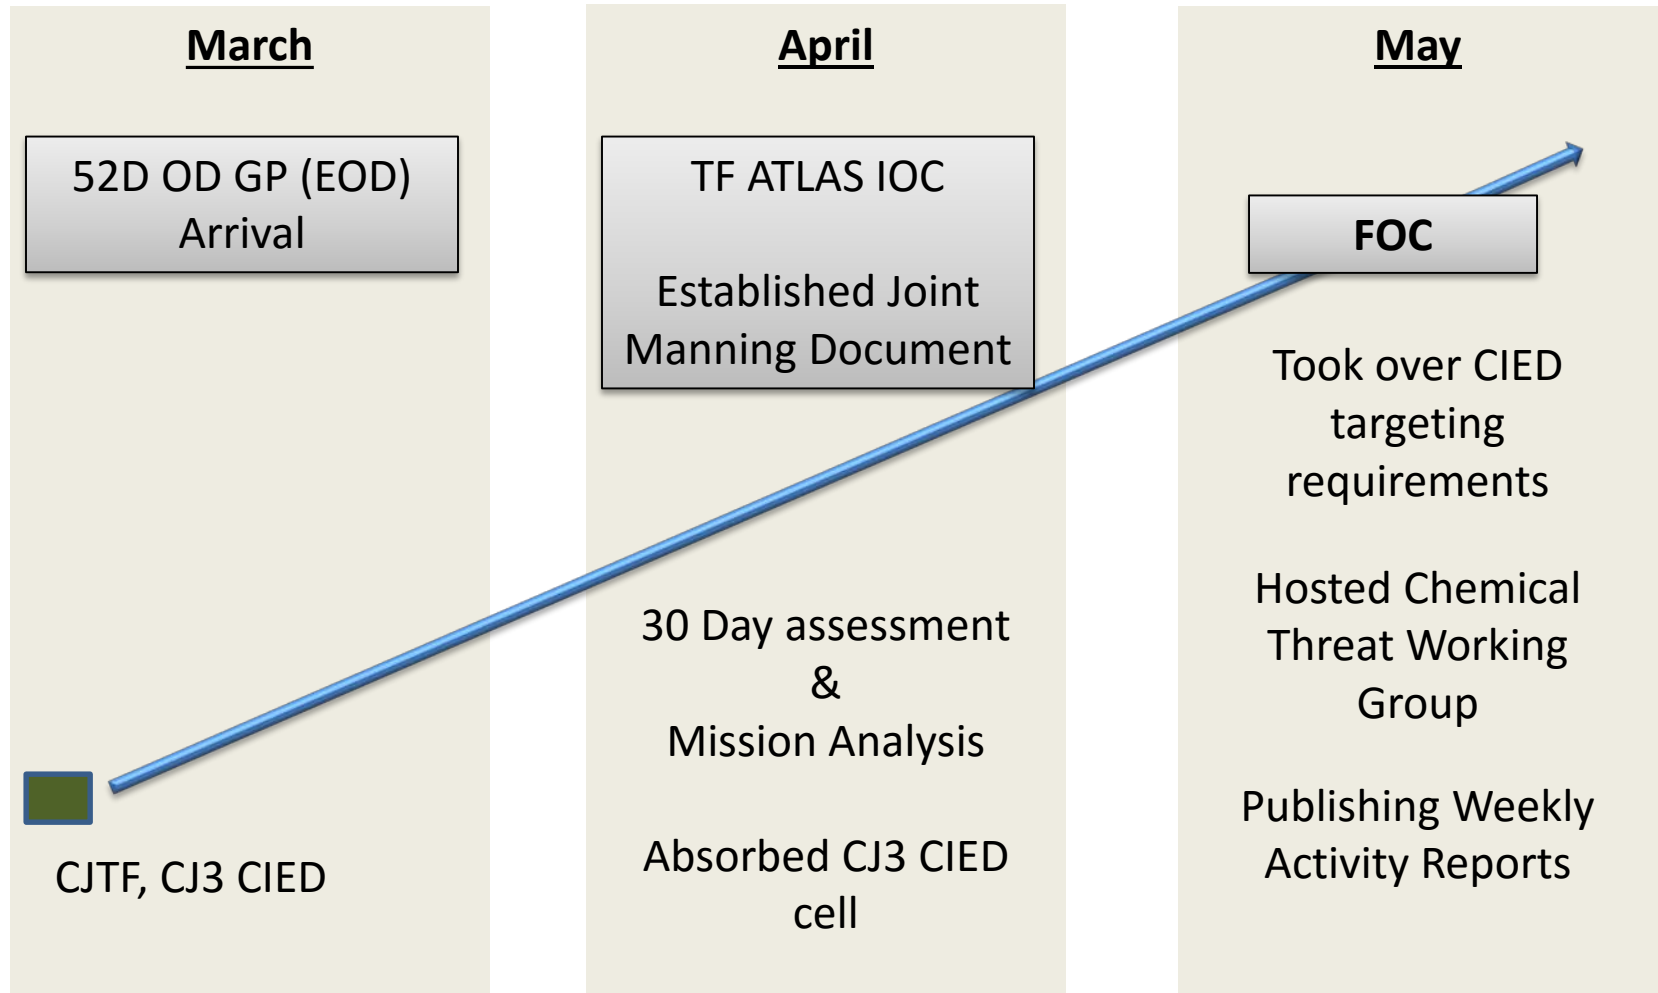 March
52D OD GP (EOD)
Arrival
CJTF, CJ3 CIED
April
TF ATLAS IOC
Established Joint
Manning Document
30 Day assessment
&
Mission Analysis
Absorbed CJ3 CIED
cell
May
FOC
Took over CIED
targeting
requirements
Hosted Chemical
Threat Working
Group
Publishing Weekly
Activity Reports